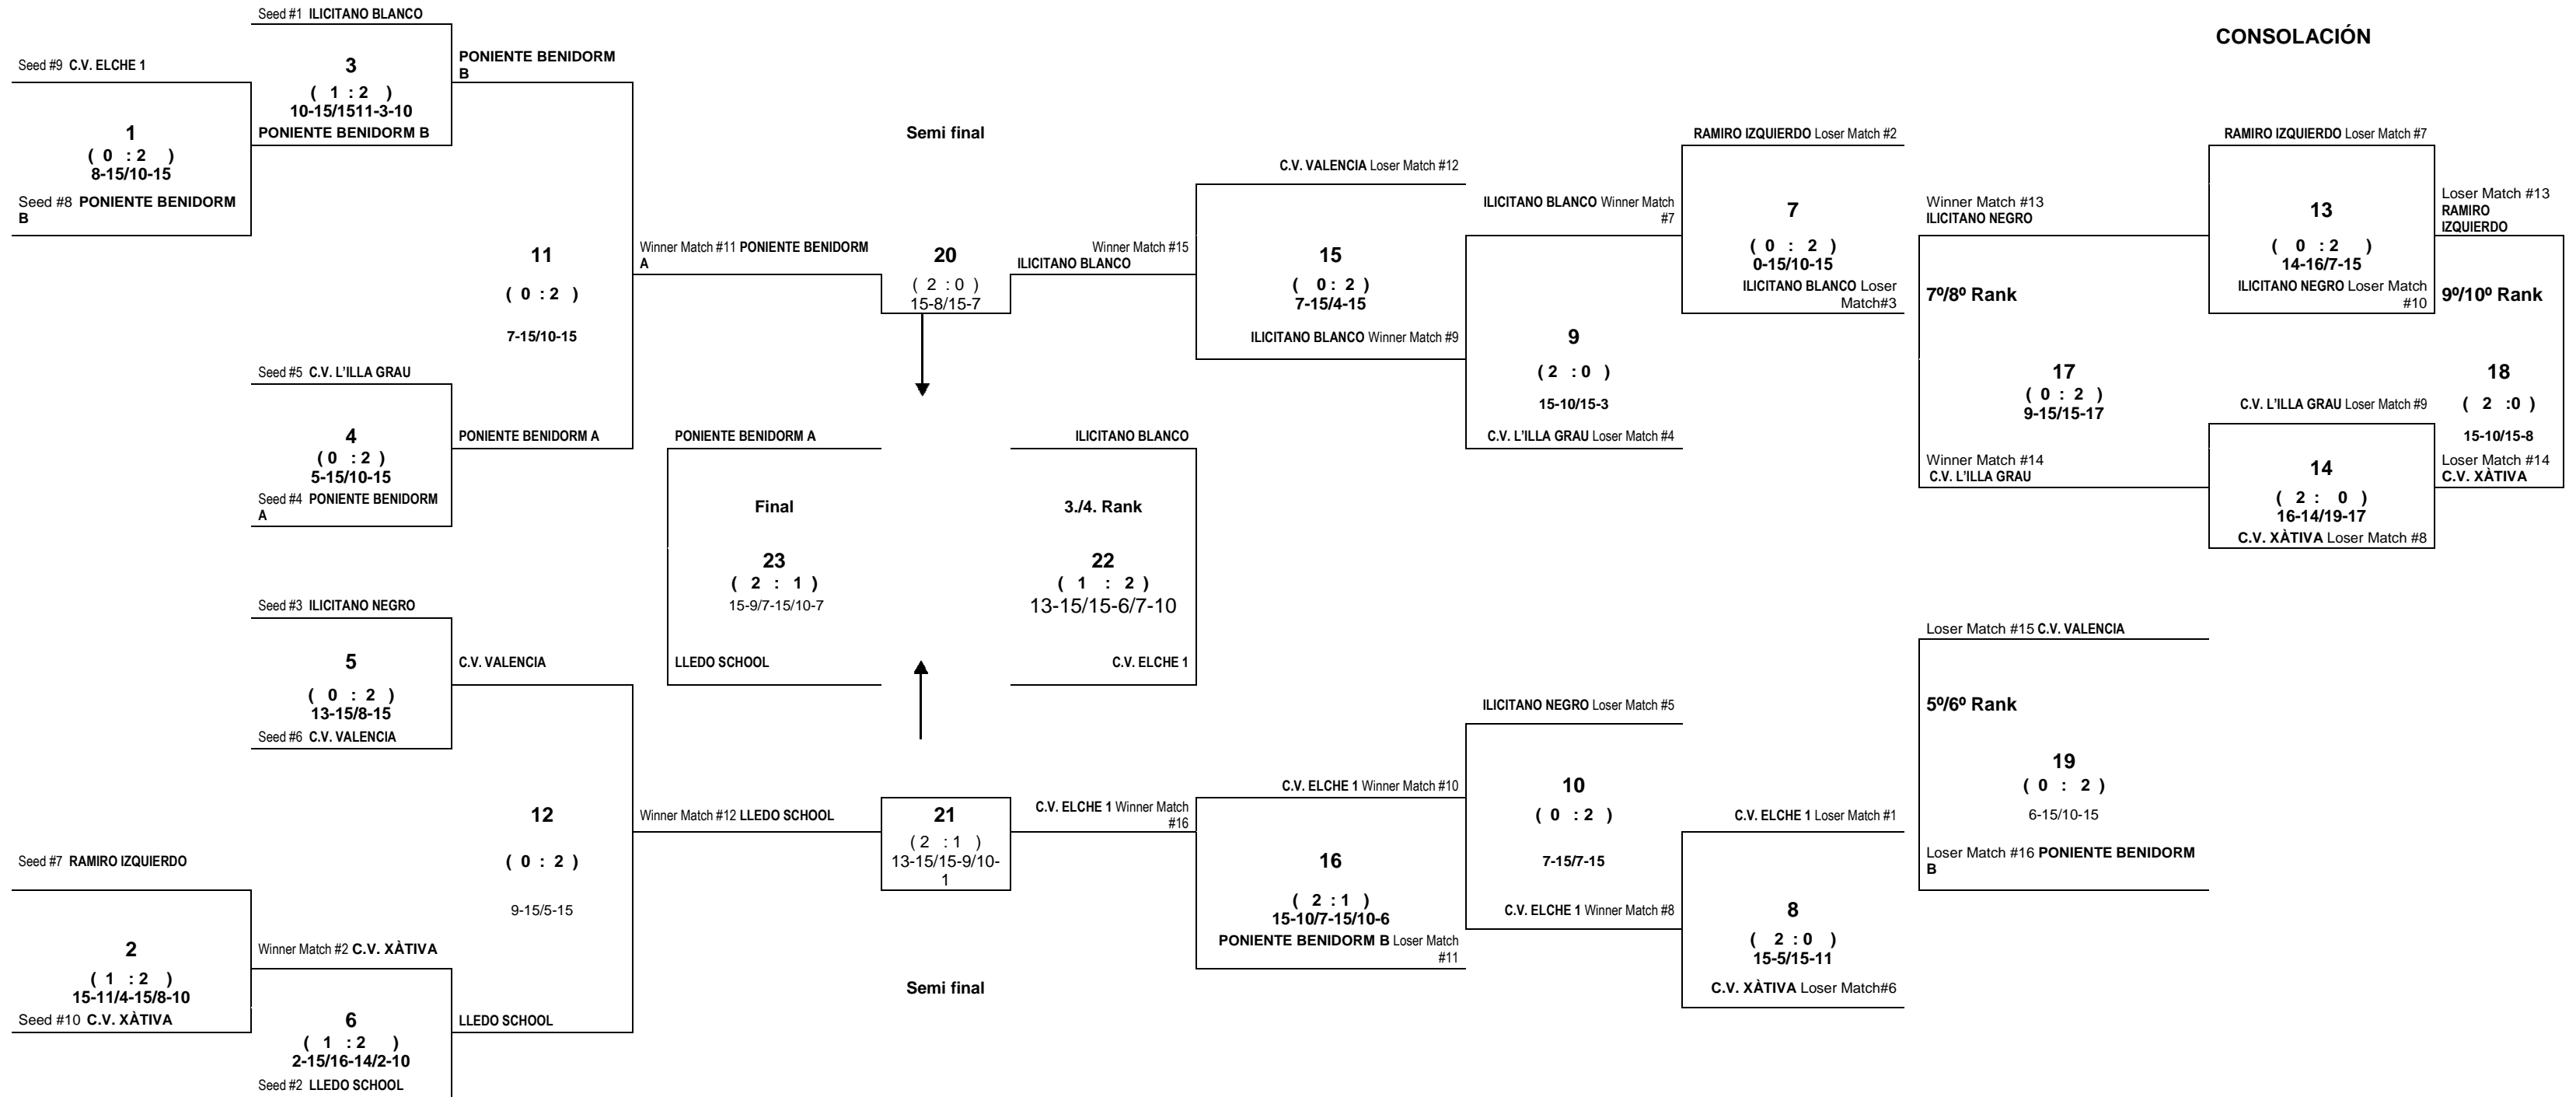 Seed #1 ILICITANO BLANCO
CONSOLACIÓN
Seed #9 C.V. ELCHE 1
3
( 1 : 2 )
10-15/1511-3-10
PONIENTE BENIDORM B
PONIENTE BENIDORM
B
1
( 0 : 2 )
8-15/10-15
Seed #8 PONIENTE BENIDORM
B
11
( 0 : 2 )
7-15/10-15
Seed #5 C.V. L'ILLA GRAU
4
( 0 : 2 )
5-15/10-15
Seed #4 PONIENTE BENIDORM
A
PONIENTE BENIDORM A
Seed #3 ILICITANO NEGRO
5
( 0 : 2 )
13-15/8-15
Seed #6 C.V. VALENCIA
C.V. VALENCIA
12
( 0 : 2 )
9-15/5-15
Seed #7 RAMIRO IZQUIERDO
2
( 1 : 2 )
15-11/4-15/8-10
Seed #10 C.V. XÀTIVA
Winner Match #2 C.V. XÀTIVA
6
( 1 : 2 )
2-15/16-14/2-10
Seed #2 LLEDO SCHOOL
LLEDO SCHOOL
Semi final
Winner Match #11 PONIENTE BENIDORM
A
20
( 2 : 0 )
15-8/15-7
Winner Match #15
ILICITANO BLANCO
PONIENTE BENIDORM A
Final
23
( 2 : 1 )
15-9/7-15/10-7
LLEDO SCHOOL
ILICITANO BLANCO
3./4. Rank
22
( 1 : 2 )
13-15/15-6/7-10
C.V. ELCHE 1
Winner Match #12 LLEDO SCHOOL
21
( 2 : 1 )
13-15/15-9/10-
1
C.V. ELCHE 1 Winner Match
#16
Semi final
C.V. VALENCIA Loser Match #12
15
( 0 : 2 )
7-15/4-15
ILICITANO BLANCO Winner Match #9
ILICITANO BLANCO Winner Match
#7
9
( 2 : 0 )
15-10/15-3
C.V. L'ILLA GRAU Loser Match #4
RAMIRO IZQUIERDO Loser Match #2
7
( 0 : 2 )
0-15/10-15
ILICITANO BLANCO Loser
Match#3
C.V. ELCHE 1 Winner Match #10
16
( 2 : 1 )
15-10/7-15/10-6
PONIENTE BENIDORM B Loser Match
#11
ILICITANO NEGRO Loser Match #5
10
( 0 : 2 )
7-15/7-15
C.V. ELCHE 1 Winner Match #8
C.V. ELCHE 1 Loser Match #1
8
( 2 : 0 )
15-5/15-11
C.V. XÀTIVA Loser Match#6
Winner Match #13
ILICITANO NEGRO
7º/8º Rank
17
( 0 : 2 )
9-15/15-17
Winner Match #14
C.V. L'ILLA GRAU
RAMIRO IZQUIERDO Loser Match #7
13
( 0 : 2 )
14-16/7-15
ILICITANO NEGRO Loser Match
#10
C.V. L'ILLA GRAU Loser Match #9
14
( 2 : 0 )
16-14/19-17
C.V. XÀTIVA Loser Match #8
Loser Match #13
RAMIRO
IZQUIERDO
9º/10º Rank
18
( 2 : 0 )
15-10/15-8
Loser Match #14
C.V. XÀTIVA
Loser Match #15 C.V. VALENCIA
5º/6º Rank
19
( 0 : 2 )
6-15/10-15
Loser Match #16 PONIENTE BENIDORM
B